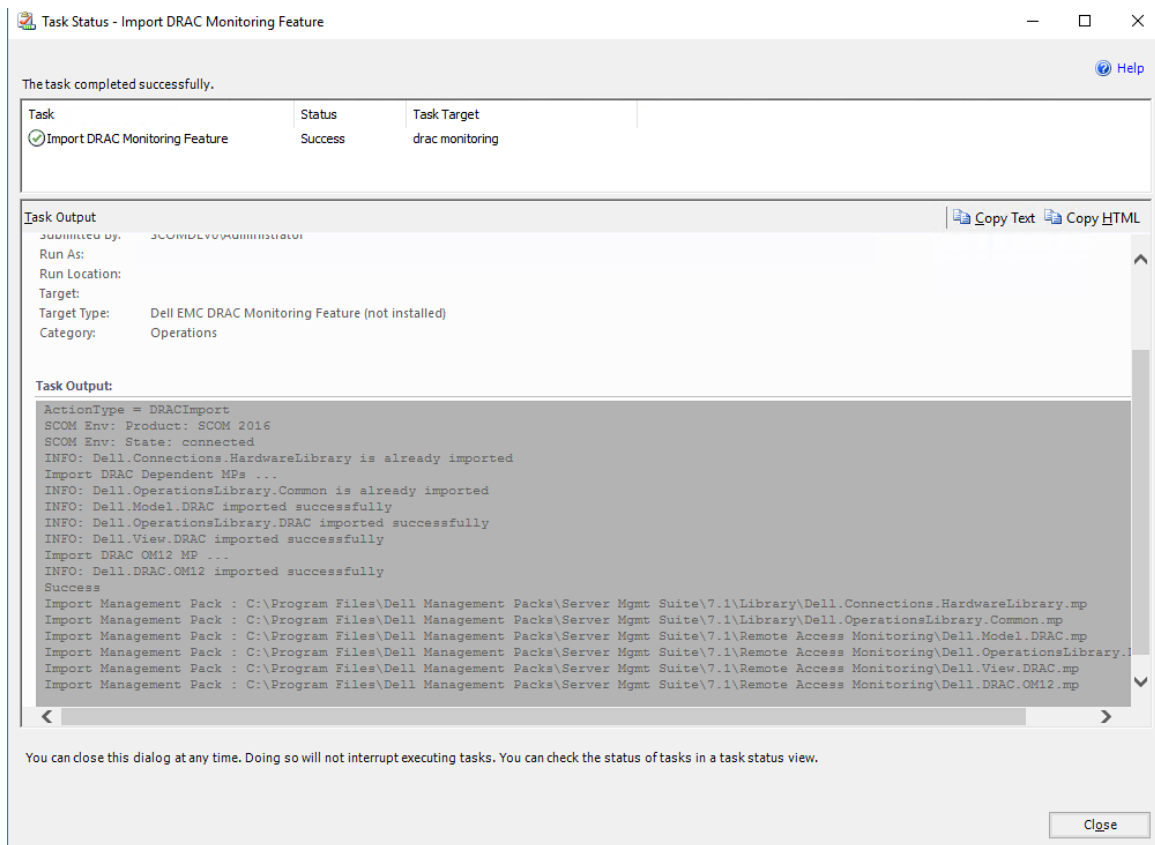 Task Status - Import DRAC Monitoring Feature
Help
The task completed successfully.
Task Status Task Target
Import DRAC Monitoring Feature Success drac monitoring
Task Output Copy Text Copy HTML
Submitted By: SCOMDEV0\Administrator
Run As:
Run Location:
Target:
Target Type: Dell EMC DRAC Monitoring Feature (not installed)
Category: Operations
Task Output:
ActionType = DRACImport
SCOM Env: Product: SCOM 2016
SCOM Env: State: connected
INFO: Dell.Connections.HardwareLibrary is already imported
Import DRAC Dependent MPs ...
INFO: Dell.OperationsLibrary.Common is already imported
INFO: Dell.Model.DRAC imported successfully
INFO: Dell.OperationsLibrary.DRAC imported successfully
INFO: Dell.View.DRAC imported successfully
Import DRAC OM12 MP ...
INFO: Dell.DRAC.OM12 imported successfully
Success
Import Management Pack : C:\Program Files\Dell Management Packs\Server Mgmt Suite\7.1\Library\Dell.Connections.HardwareLibrary.mp
Import Management Pack : C:\Program Files\Dell Management Packs\Server Mgmt Suite\7.1\Library\Dell.OperationsLibrary.Common.mp
Import Management Pack : C:\Program Files\Dell Management Packs\Server Mgmt Suite\7.1\Remote Access Monitoring\Dell.Model.DRAC.mp
Import Management Pack : C:\Program Files\Dell Management Packs\Server Mgmt Suite\7.1\Remote Access Monitoring\Dell.OperationsLibrary.
Import Management Pack : C:\Program Files\Dell Management Packs\Server Mgmt Suite\7.1\Remote Access Monitoring\Dell.View.DRAC.mp
Import Management Pack : C:\Program Files\Dell Management Packs\Server Mgmt Suite\7.1\Remote Access Monitoring\Dell.DRAC.OM12.mp
You can close this dialog at any time. Doing so will not interrupt executing tasks. You can check the status of tasks in a task status view.
Close